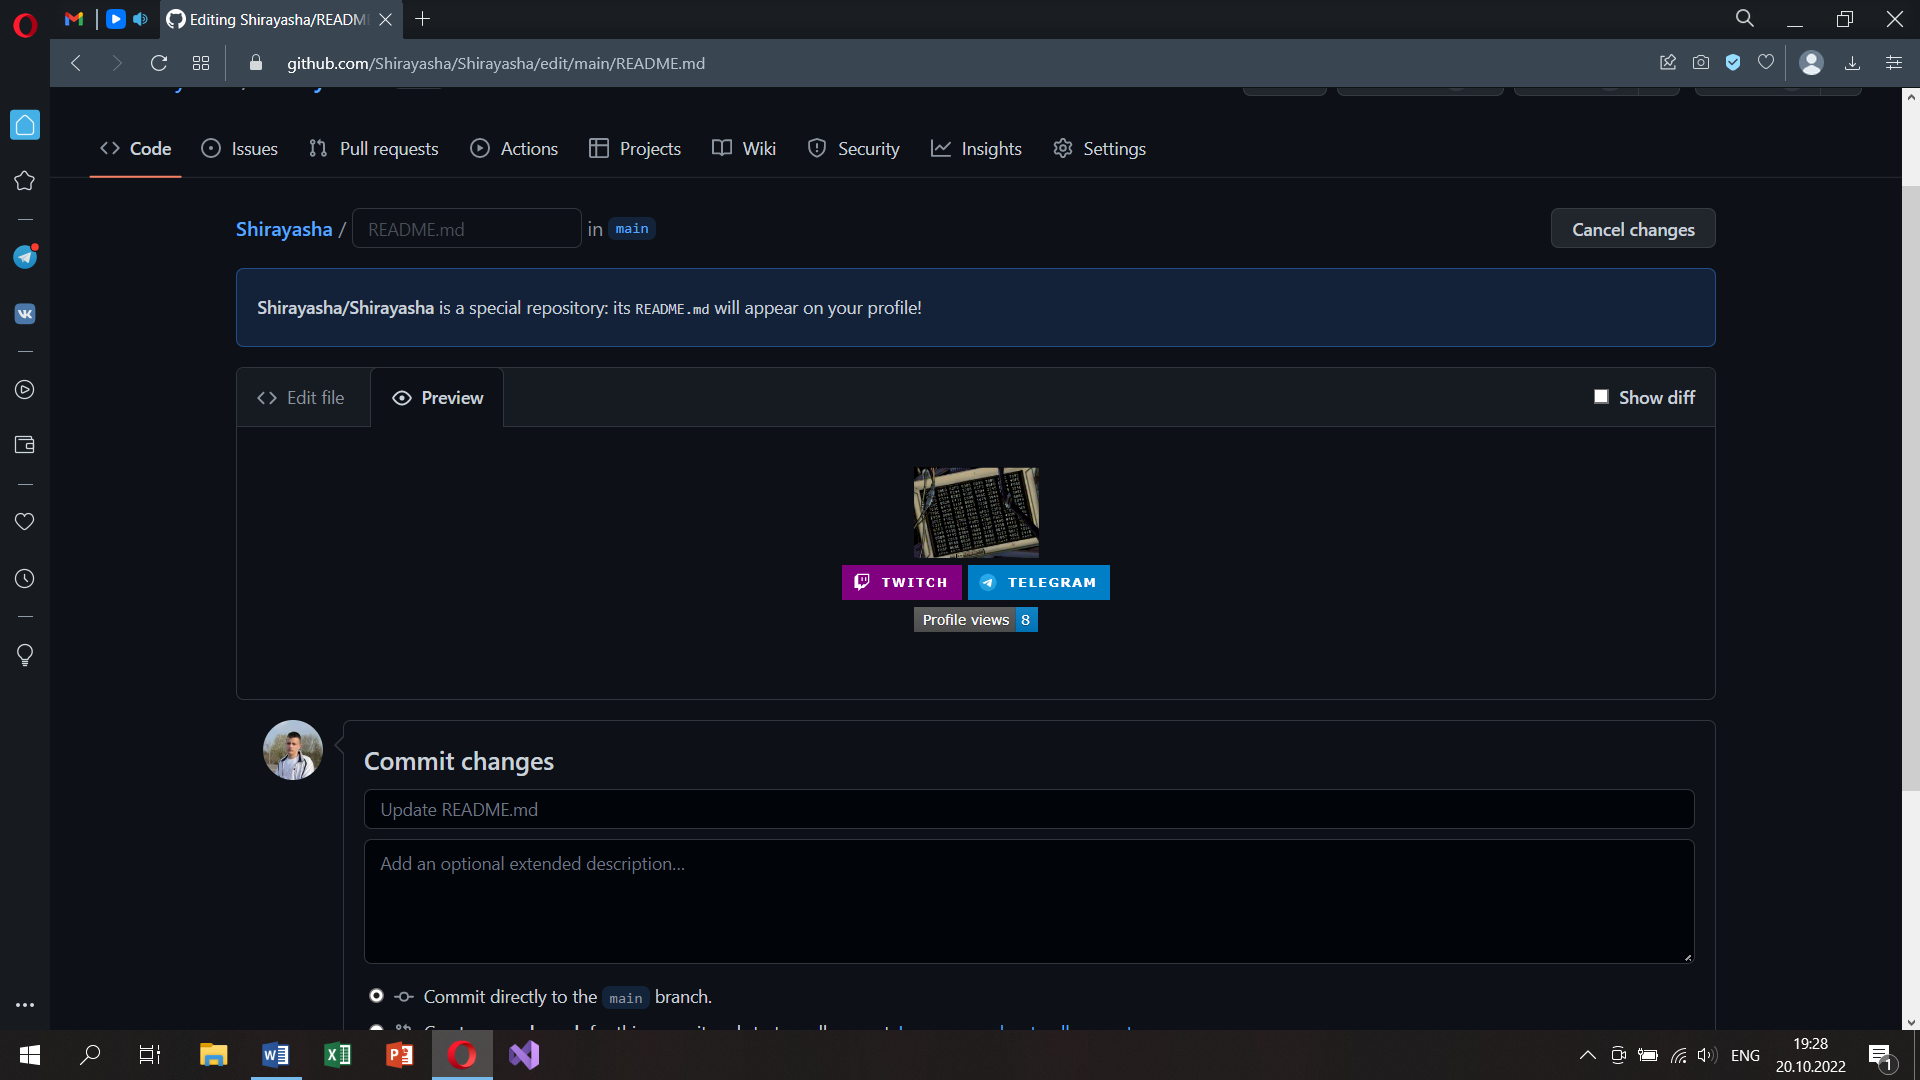 Editing Shirayasha/READM
github.com/Shirayasha/Shirayasha/edit/main/README.md
Code
Issues
Pull requests
Actions
Projects
Wiki
Security
Insights
Settings
Shirayasha / README.md in main
Cancel changes
Shirayasha/Shirayasha is a special repository: its README.md will appear on your profile!
Edit file
Preview
Show diff
TWITCH
TELEGRAM
Profile views 8
Commit changes
Update README.md
Add an optional extended description...
Commit directly to the main branch.
ENG
19:28
20.10.2022
1